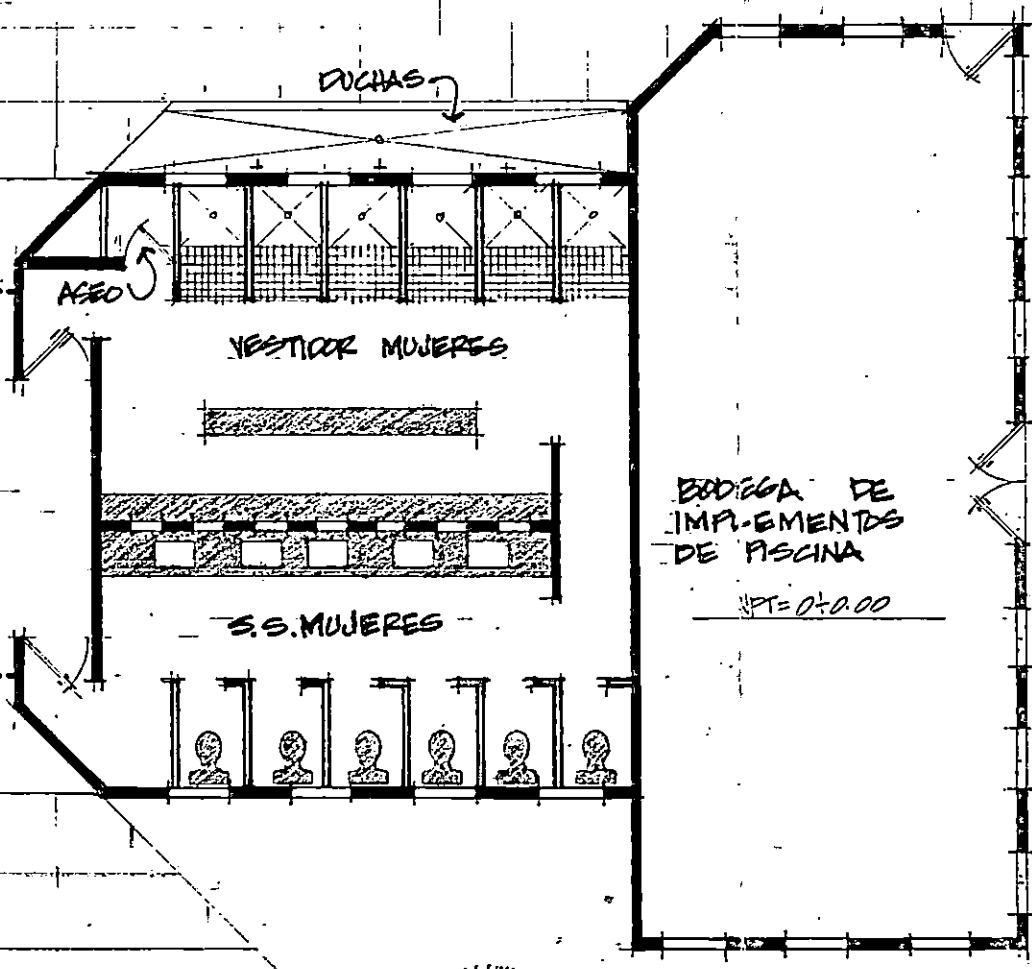 DUCHAS
ASEO
VESTIDOR MUJERES
BODEGA DE
IMPLEMENTOS
DE PISCINA
NPT=0+0.00
S.S. MUJERES